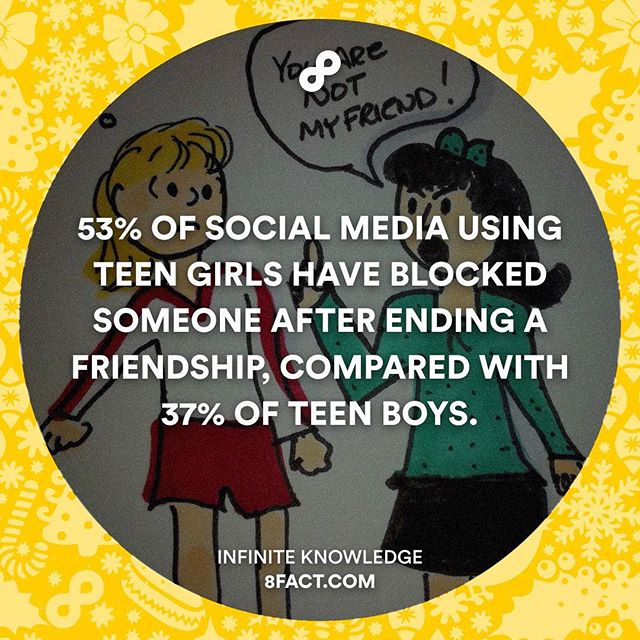 YOU ARE
NOT
MY FRIEND!
53% OF SOCIAL MEDIA USING
TEEN GIRLS HAVE BLOCKED
SOMEONE AFTER ENDING A
FRIENDSHIP, COMPARED WITH
37% OF TEEN BOYS.
INFINITE KNOWLEDGE
8FACT.COM